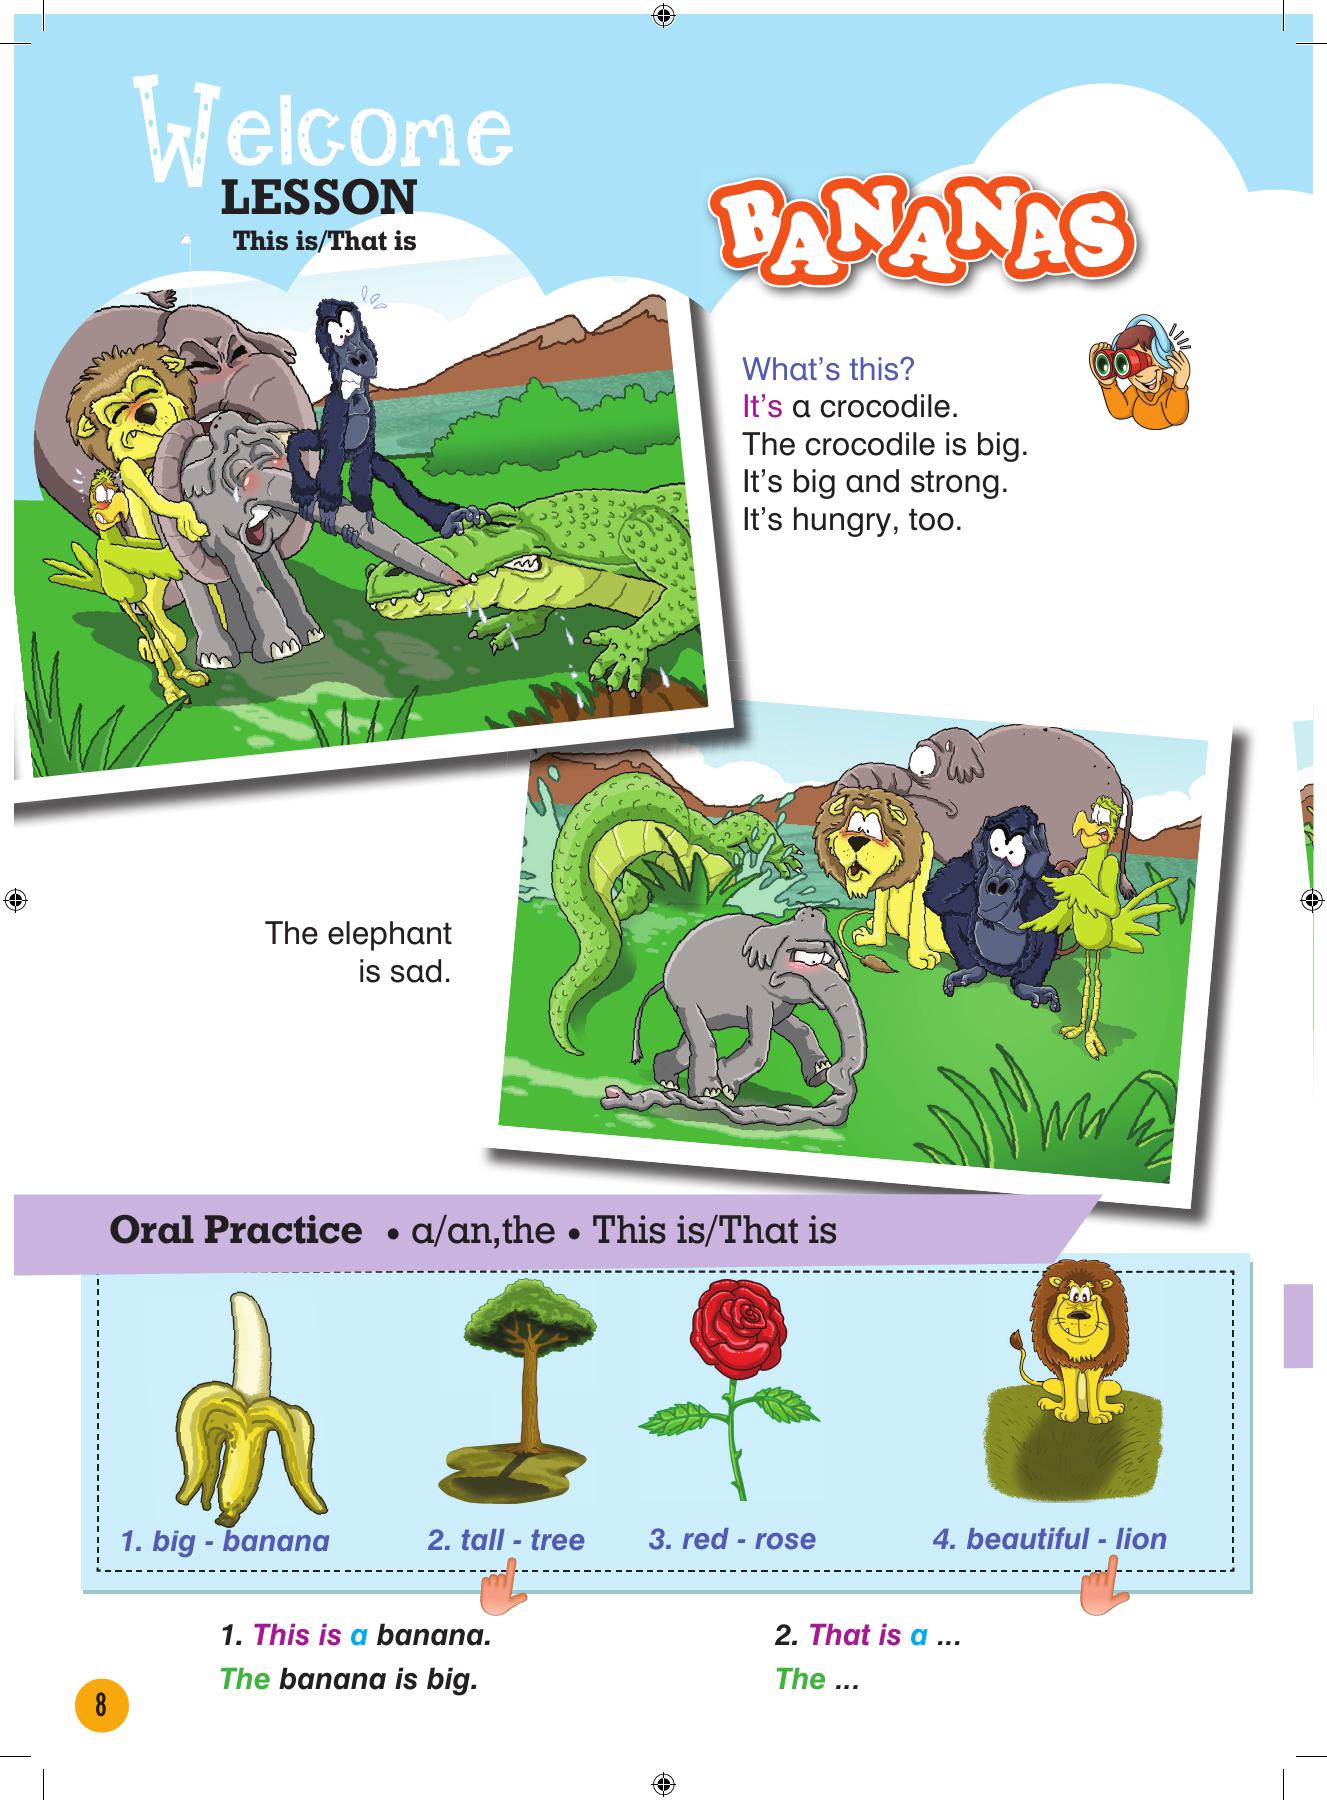 Welcome
LESSON
This is/That is
BANANAS
What's this?
It's a crocodile.
The crocodile is big.
It's big and strong.
It's hungry, too.
The elephant
is sad.
Oral Practice • a/an,the • This is/That is
1. big - banana
2. tall - tree
3. red - rose
4. beautiful - lion
1. This is a banana.
The banana is big.
2. That is a ...
The ...
8